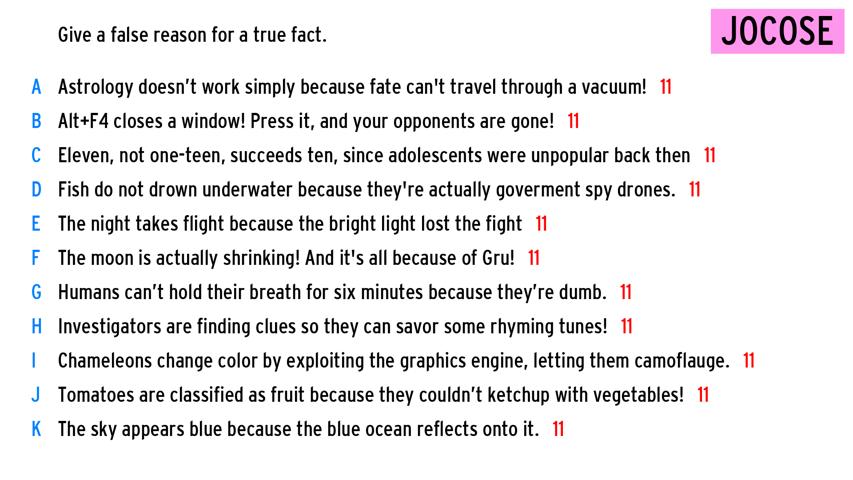 Give a false reason for a true fact.
JOCOSE
A Astrology doesn't work simply because fate can't travel through a vacuum! 11
B Alt+F4 closes a window! Press it, and your opponents are gone! 11
C Eleven, not one-teen, succeeds ten, since adolescents were unpopular back then 11
D Fish do not drown underwater because they're actually goverment spy drones. 11
E The night takes flight because the bright light lost the fight 11
F The moon is actually shrinking! And it's all because of Gru! 11
G Humans can't hold their breath for six minutes because they're dumb. 11
H Investigators are finding clues so they can savor some rhyming tunes! 11
I Chameleons change color by exploiting the graphics engine, letting them camoflauge. 11
J Tomatoes are classified as fruit because they couldn't ketchup with vegetables! 11
K The sky appears blue because the blue ocean reflects onto it. 11